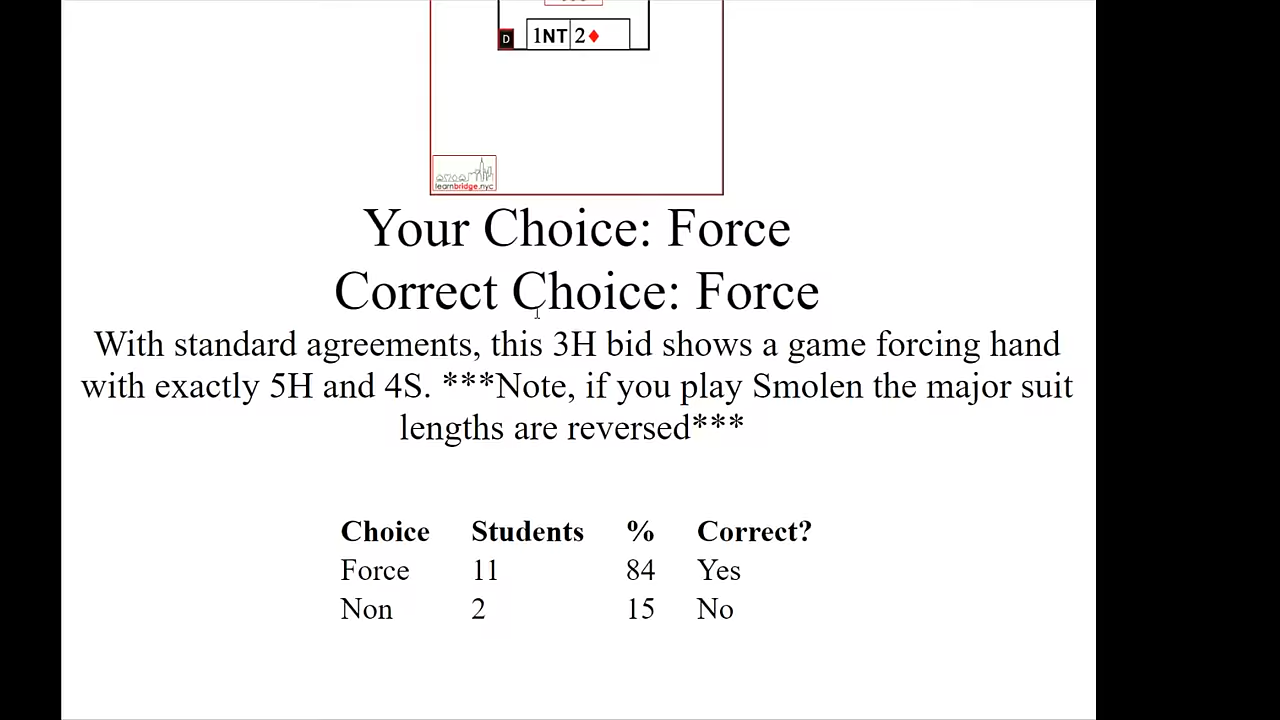 D 1NT 2♦
learnbridge.nyc
Your Choice: Force
Correct Choice: Force
With standard agreements, this 3H bid shows a game forcing hand
with exactly 5H and 4S. ***Note, if you play Smolen the major suit
lengths are reversed***
Choice Students % Correct?
Force 11 84 Yes
Non 2 15 No